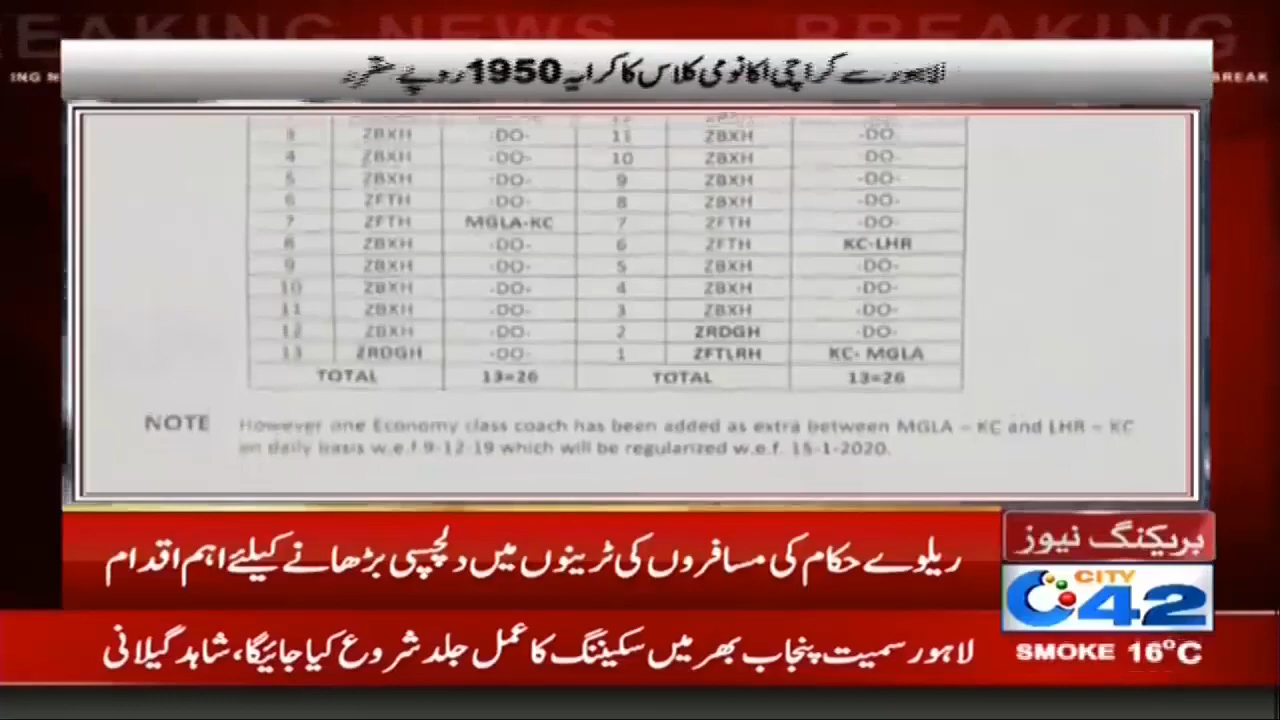 BREAKING NEWS
BREAKING
BREAK
لاہور سے کراچی اکانومی کلاس کا کرایہ 1950 روپے مقرر
3 ZBXH -DO- 11 ZBXH -DO-
4 ZBXH -DO- 10 ZBXH -DO-
5 ZBXH -DO- 9 ZBXH -DO-
6 ZFTH -DO- 8 ZBXH -DO-
7 ZFTH MGLA-KC 7 ZFTH -DO-
8 ZBXH -DO- 6 ZFTH KC-LHR
9 ZBXH -DO- 5 ZBXH -DO-
10 ZBXH -DO- 4 ZBXH -DO-
11 ZBXH -DO- 3 ZBXH -DO-
12 ZBXH -DO- 2 ZRDGH -DO-
13 ZRDGH -DO- 1 ZFTLRH KC- MGLA
TOTAL 13=26 TOTAL 13=26
NOTE However one Economy class coach has been added as extra between MGLA – KC and LHR – KC
on daily basis w.e.f 9-12-19 which will be regularized w.e.f. 15-1-2020.
ریلوے حکام کی مسافروں کی ٹرینوں میں دلچسپی بڑھانے کیلئے اہم اقدام
بریکنگ نیوز
CITY
42
لاہور سمیت پنجاب بھر میں سکیننگ کا عمل جلد شروع کیا جائیگا، شاہد گیلانی
SMOKE 16°C